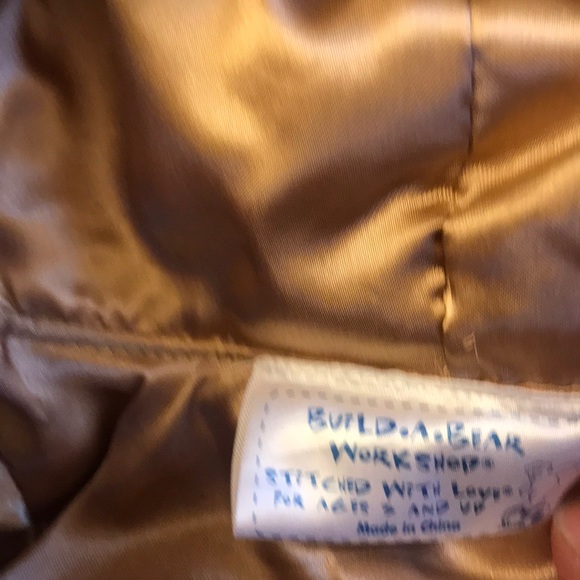 BUILD-A-BEAR
WORKSHOP®
STITCHED WITH LOVE
FOR AGES 3 AND UP
Made in China